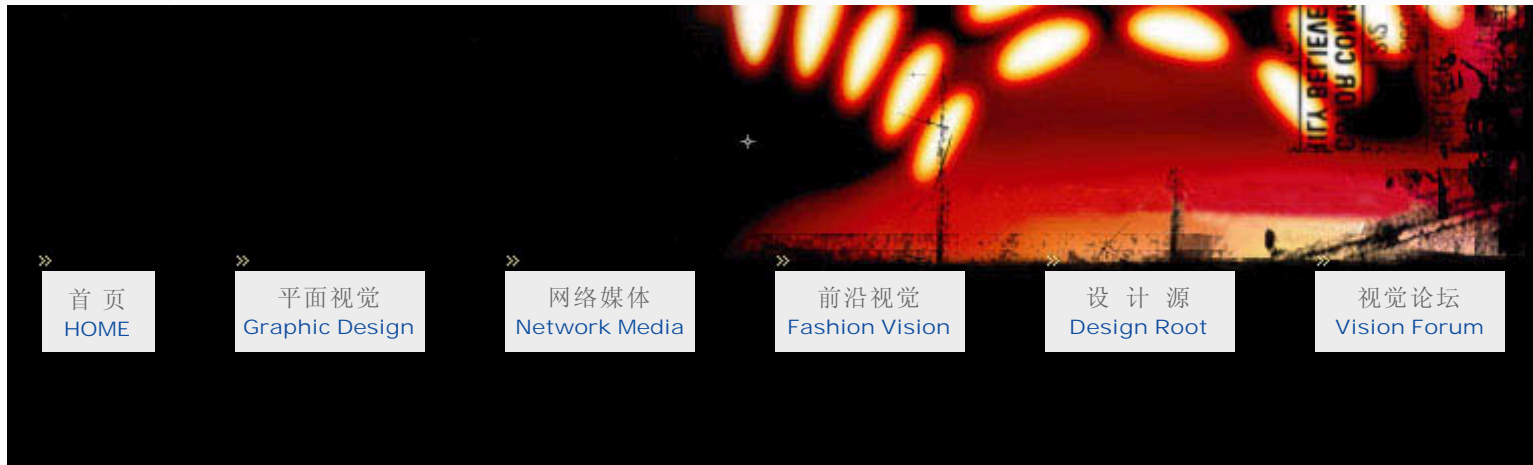 首 页
HOME
平面视觉
Graphic Design
网络媒体
Network Media
前沿视觉
Fashion Vision
设 计 源
Design Root
视觉论坛
Vision Forum